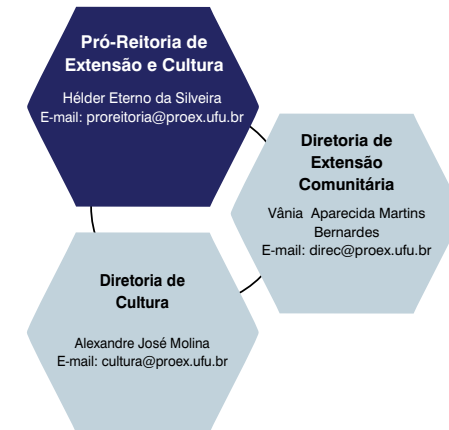 Pró-Reitoria de
Extensão e Cultura
Hélder Eterno da Silveira
E-mail: proreitoria@proex.ufu.br
Diretoria de
Extensão
Comunitária
Vânia Aparecida Martins
Bernardes
E-mail: direc@proex.ufu.br
Diretoria de
Cultura
Alexandre José Molina
E-mail: cultura@proex.ufu.br